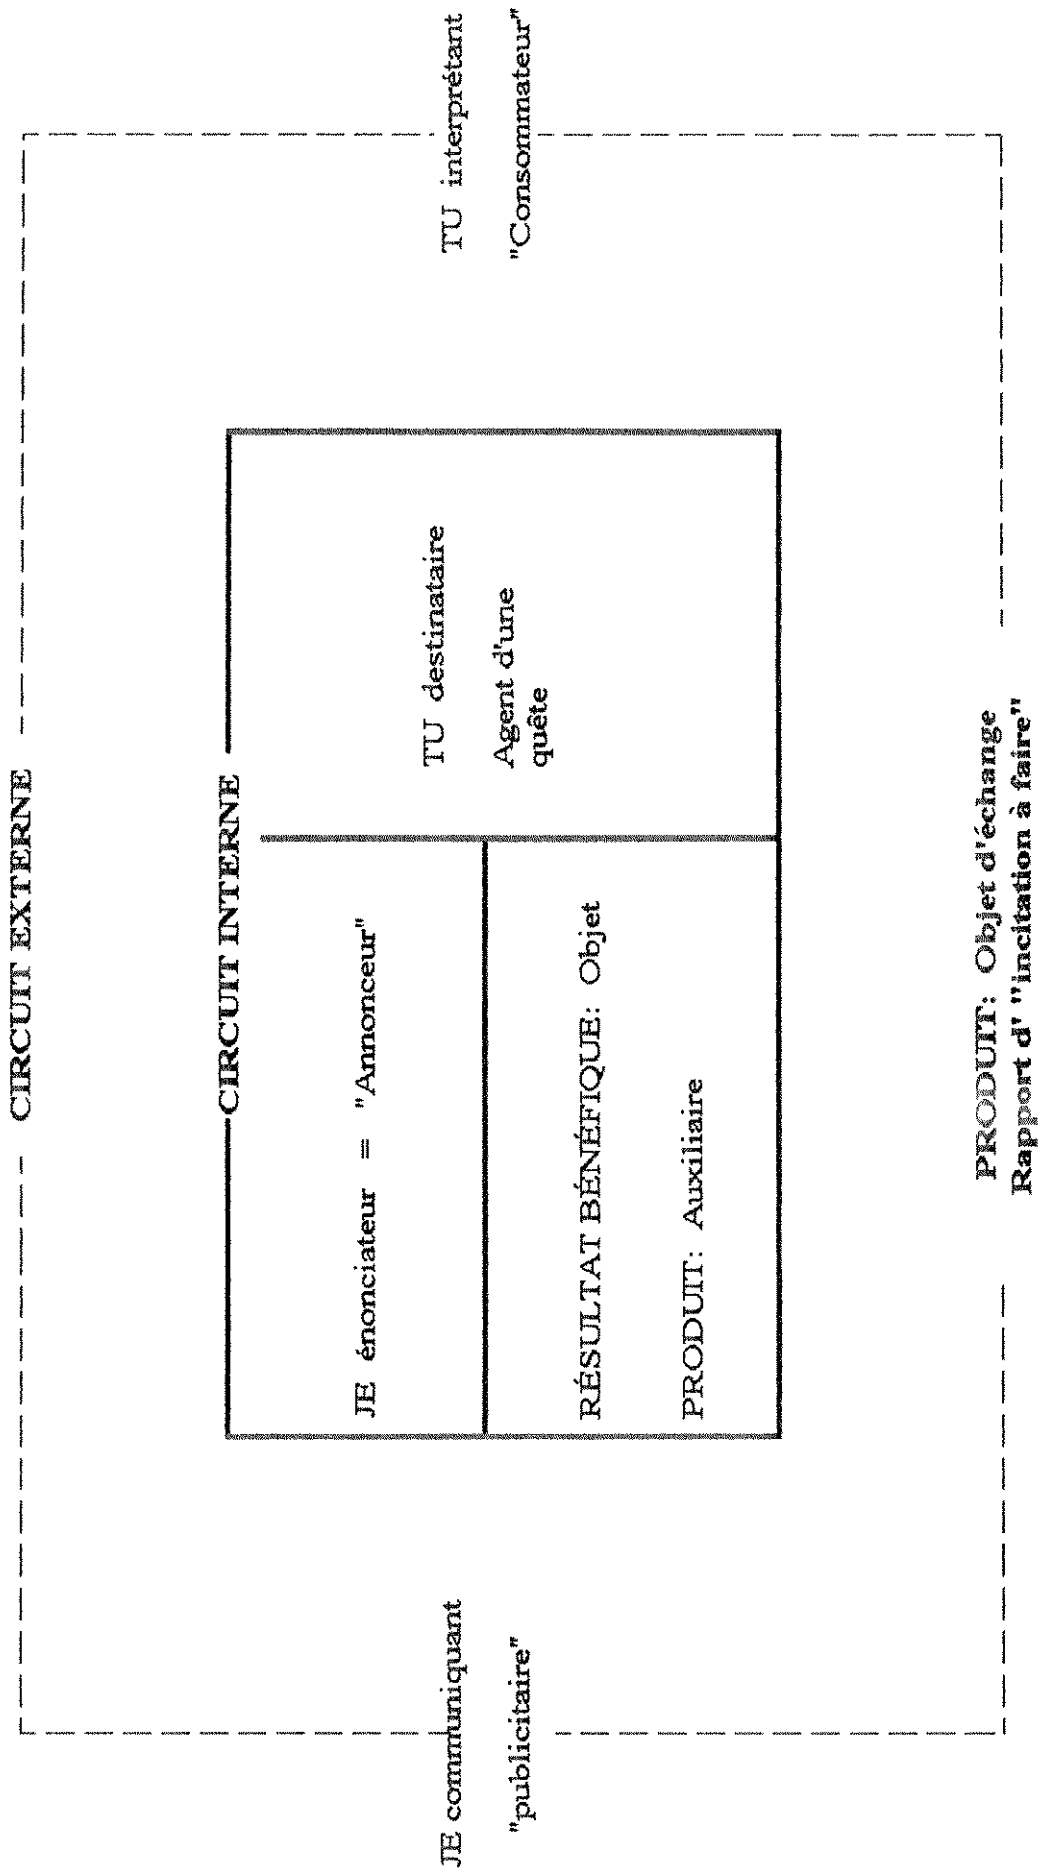 CIRCUIT EXTERNE
CIRCUIT INTERNE
JE énonciateur = "Annonceur"
TU destinataire
Agent d'une
quête
JE communiquant
"publicitaire"
TU interprétant
"Consommateur"
RÉSULTAT BÉNÉFIQUE: Objet
PRODUIT: Auxiliaire
PRODUIT: Objet d'échange
Rapport d' "incitation à faire"